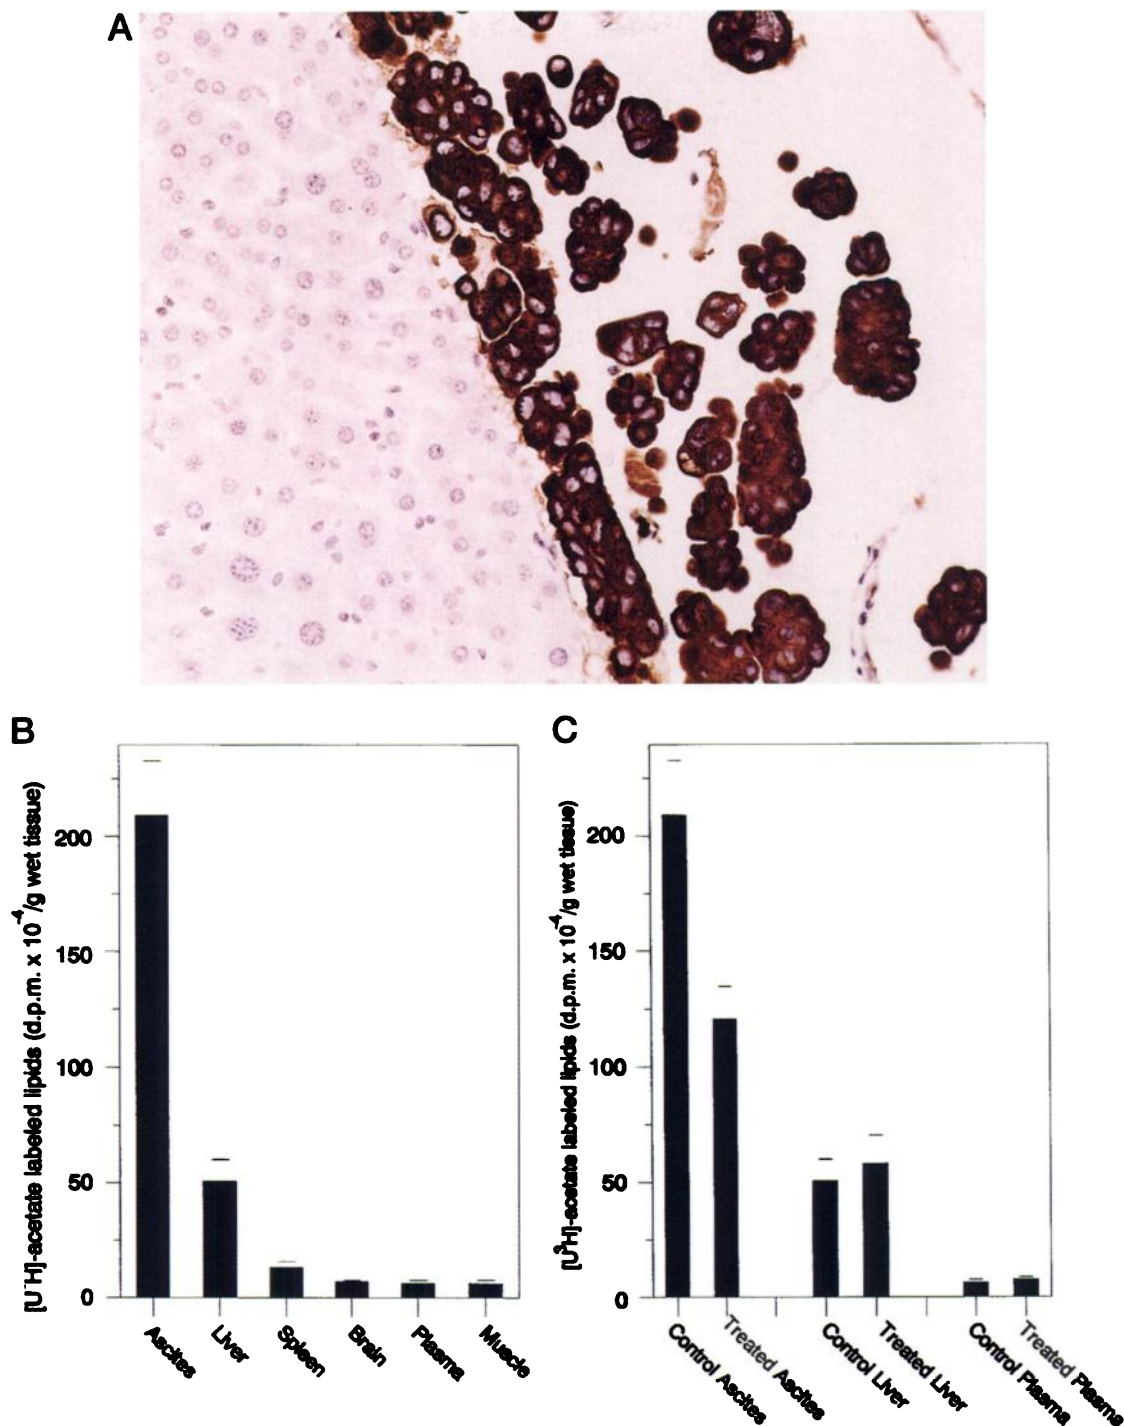 A
B
[U-H]-acetate labeled lipids (d.p.m. x 10-4/g wet tissue)
200
150
100
50
0
Ascites
Liver
Spleen
Brain
Plasma
Muscle
C
[U3H]-acetate labeled lipids (d.p.m. x 10-4/g wet tissue)
200
150
100
50
0
Control Ascites
Treated Ascites
Control Liver
Treated Liver
Control Plasma
Treated Plasma